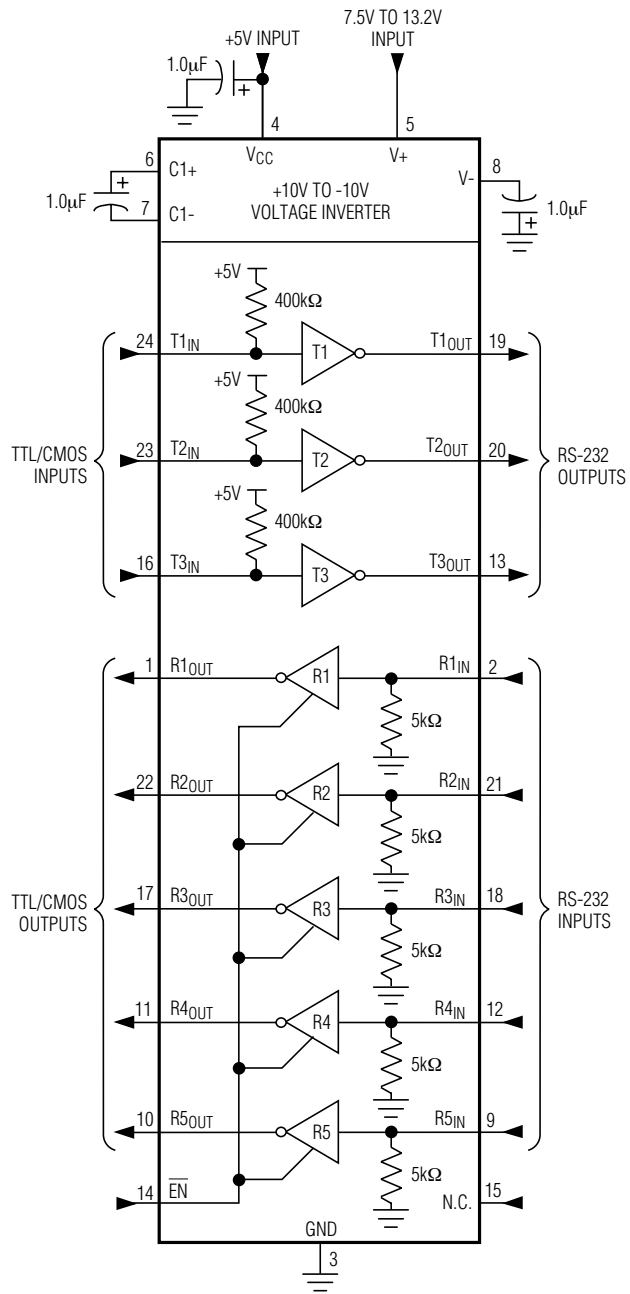 7.5V TO 13.2V
INPUT
+5V INPUT
1.0μF
+
4
5
VCC
V+
6
C1+
+
1.0μF
7
C1-
+10V TO -10V
VOLTAGE INVERTER
V-
8
1.0μF
+
+5V
400kΩ
24
T1IN
T1
T1OUT
19
+5V
400kΩ
23
T2IN
T2
T2OUT
20
TTL/CMOS
INPUTS
RS-232
OUTPUTS
+5V
400kΩ
16
T3IN
T3
T3OUT
13
1
R1OUT
R1
R1IN
2
5kΩ
22
R2OUT
R2
R2IN
21
5kΩ
17
R3OUT
R3
R3IN
18
TTL/CMOS
OUTPUTS
RS-232
INPUTS
5kΩ
11
R4OUT
R4
R4IN
12
5kΩ
10
R5OUT
R5
R5IN
9
5kΩ
14
EN
N.C.
15
GND
3